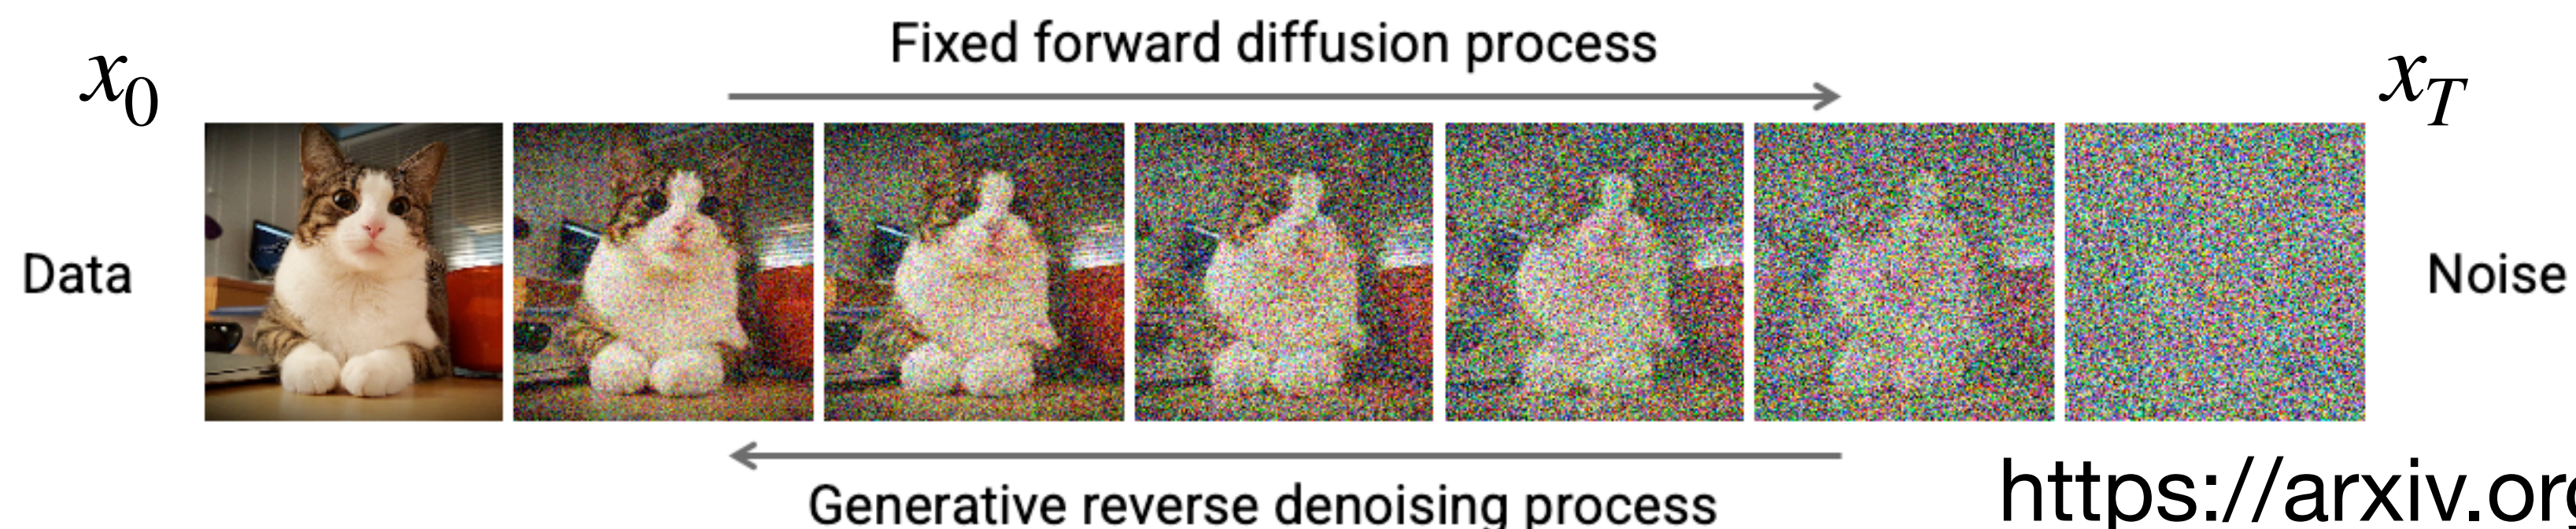 Fixed forward diffusion process
x0
xT
Data
Noise
Generative reverse denoising process
https://arxiv.org